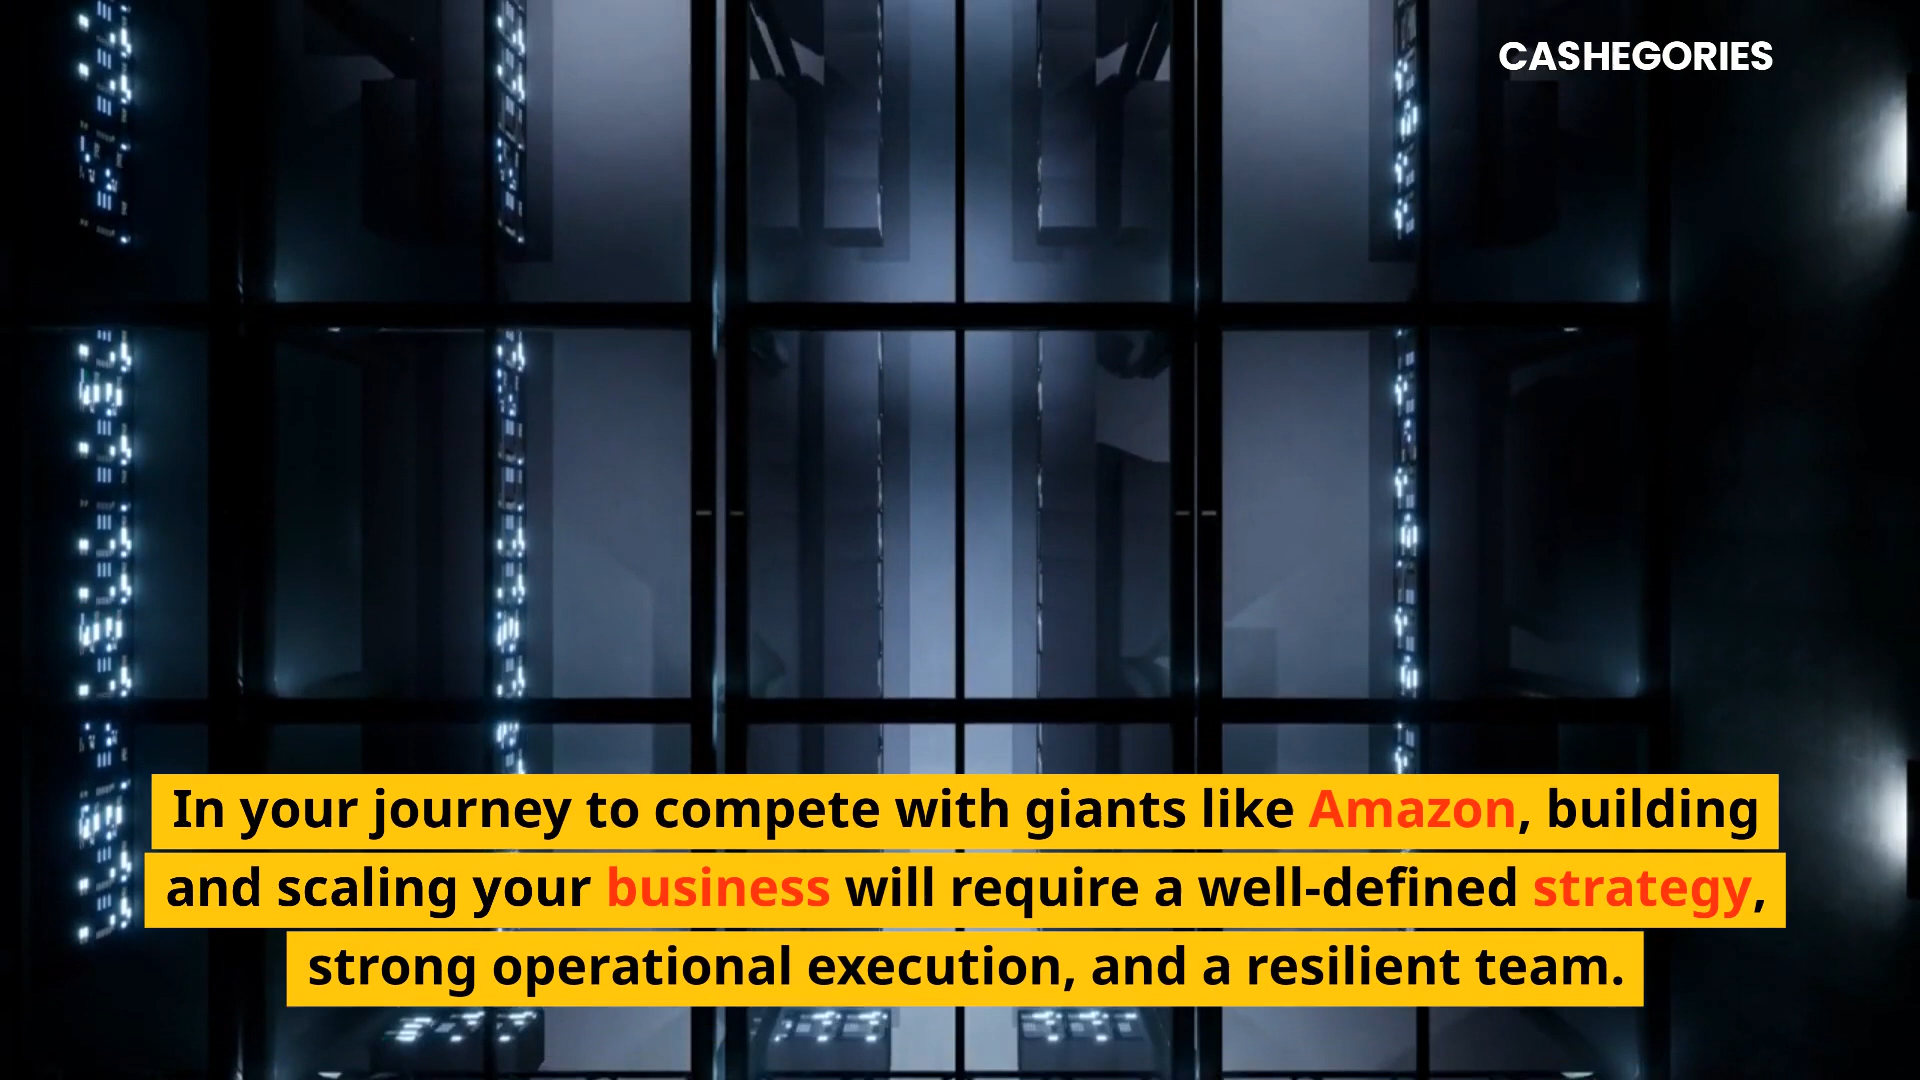 CASHEGORIES
In your journey to compete with giants like Amazon, building
and scaling your business will require a well-defined strategy,
strong operational execution, and a resilient team.